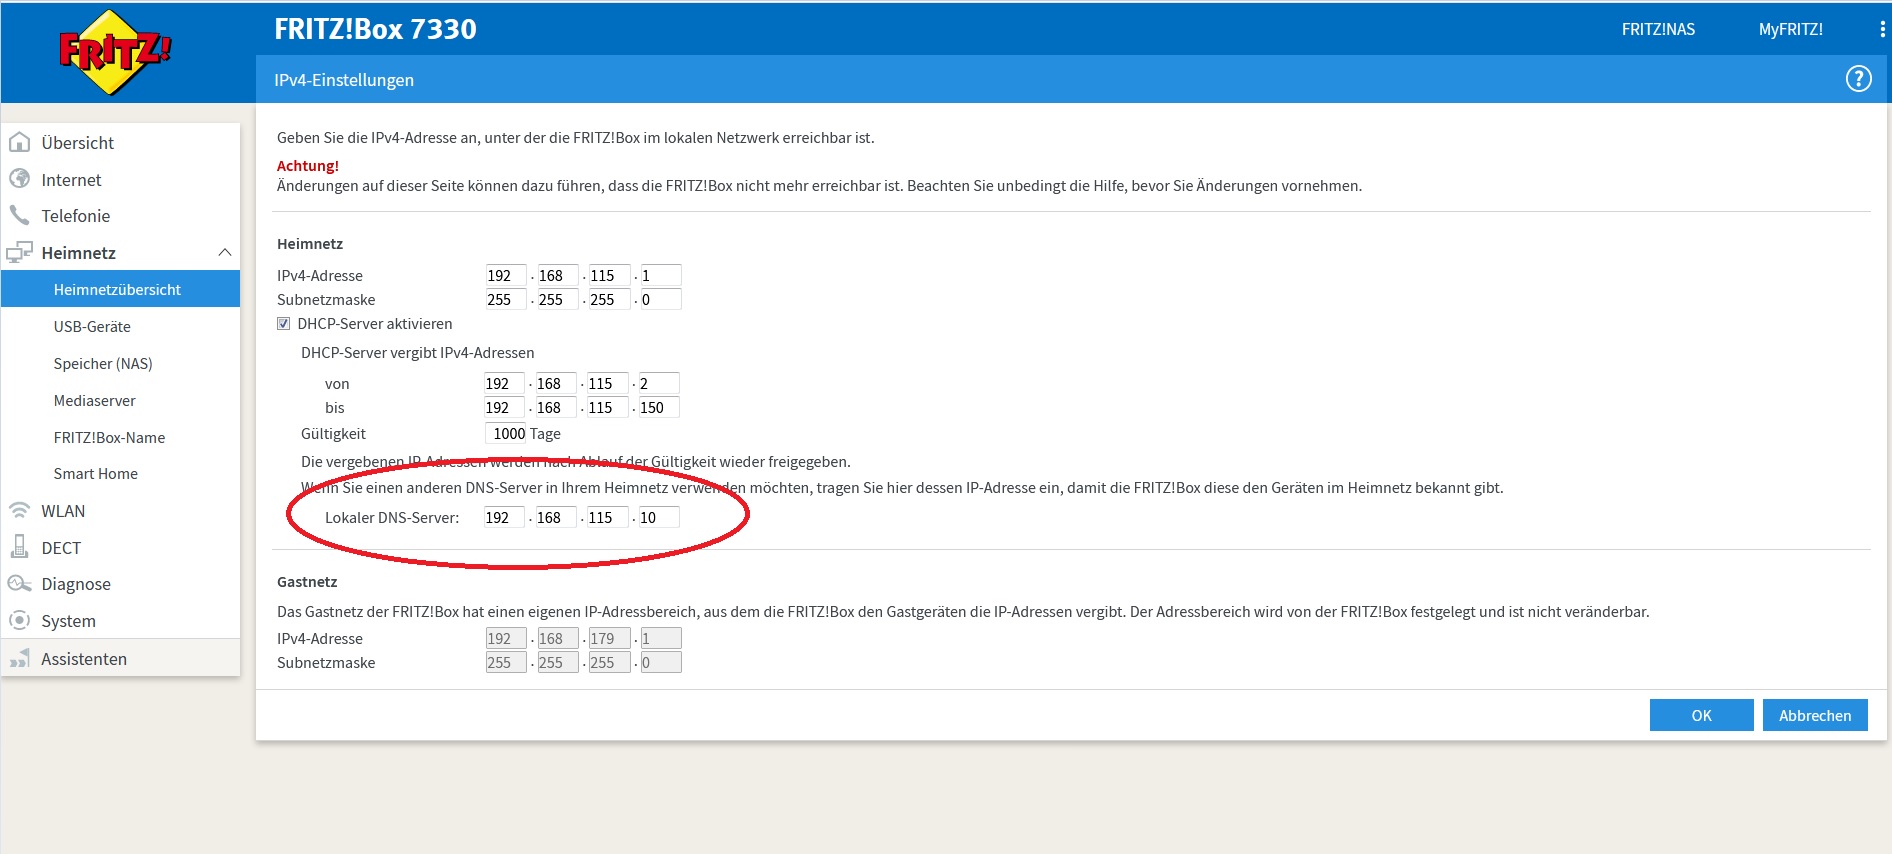 FRITZ!
FRITZ!Box 7330
FRITZ!NAS
MyFRITZ!
IPv4-Einstellungen
?
Übersicht
Internet
Telefonie
Heimnetz
Heimnetzübersicht
USB-Geräte
Speicher (NAS)
Mediaserver
FRITZ!Box-Name
Smart Home
WLAN
DECT
Diagnose
System
Assistenten
Geben Sie die IPv4-Adresse an, unter der die FRITZ!Box im lokalen Netzwerk erreichbar ist.
Achtung!
Änderungen auf dieser Seite können dazu führen, dass die FRITZ!Box nicht mehr erreichbar ist. Beachten Sie unbedingt die Hilfe, bevor Sie Änderungen vornehmen.
Heimnetz
IPv4-Adresse 192 . 168 . 115 . 1
Subnetzmaske 255 . 255 . 255 . 0
DHCP-Server aktivieren
DHCP-Server vergibt IPv4-Adressen
von 192 . 168 . 115 . 2
bis 192 . 168 . 115 . 150
Gültigkeit 1000 Tage
Die vergebenen IP-Adressen werden nach Ablauf der Gültigkeit wieder freigegeben.
Wenn Sie einen anderen DNS-Server in Ihrem Heimnetz verwenden möchten, tragen Sie hier dessen IP-Adresse ein, damit die FRITZ!Box diese den Geräten im Heimnetz bekannt gibt.
Lokaler DNS-Server: 192 . 168 . 115 . 10
Gastnetz
Das Gastnetz der FRITZ!Box hat einen eigenen IP-Adressbereich, aus dem die FRITZ!Box den Gastgeräten die IP-Adressen vergibt. Der Adressbereich wird von der FRITZ!Box festgelegt und ist nicht veränderbar.
IPv4-Adresse 192 . 168 . 179 . 1
Subnetzmaske 255 . 255 . 255 . 0
OK
Abbrechen